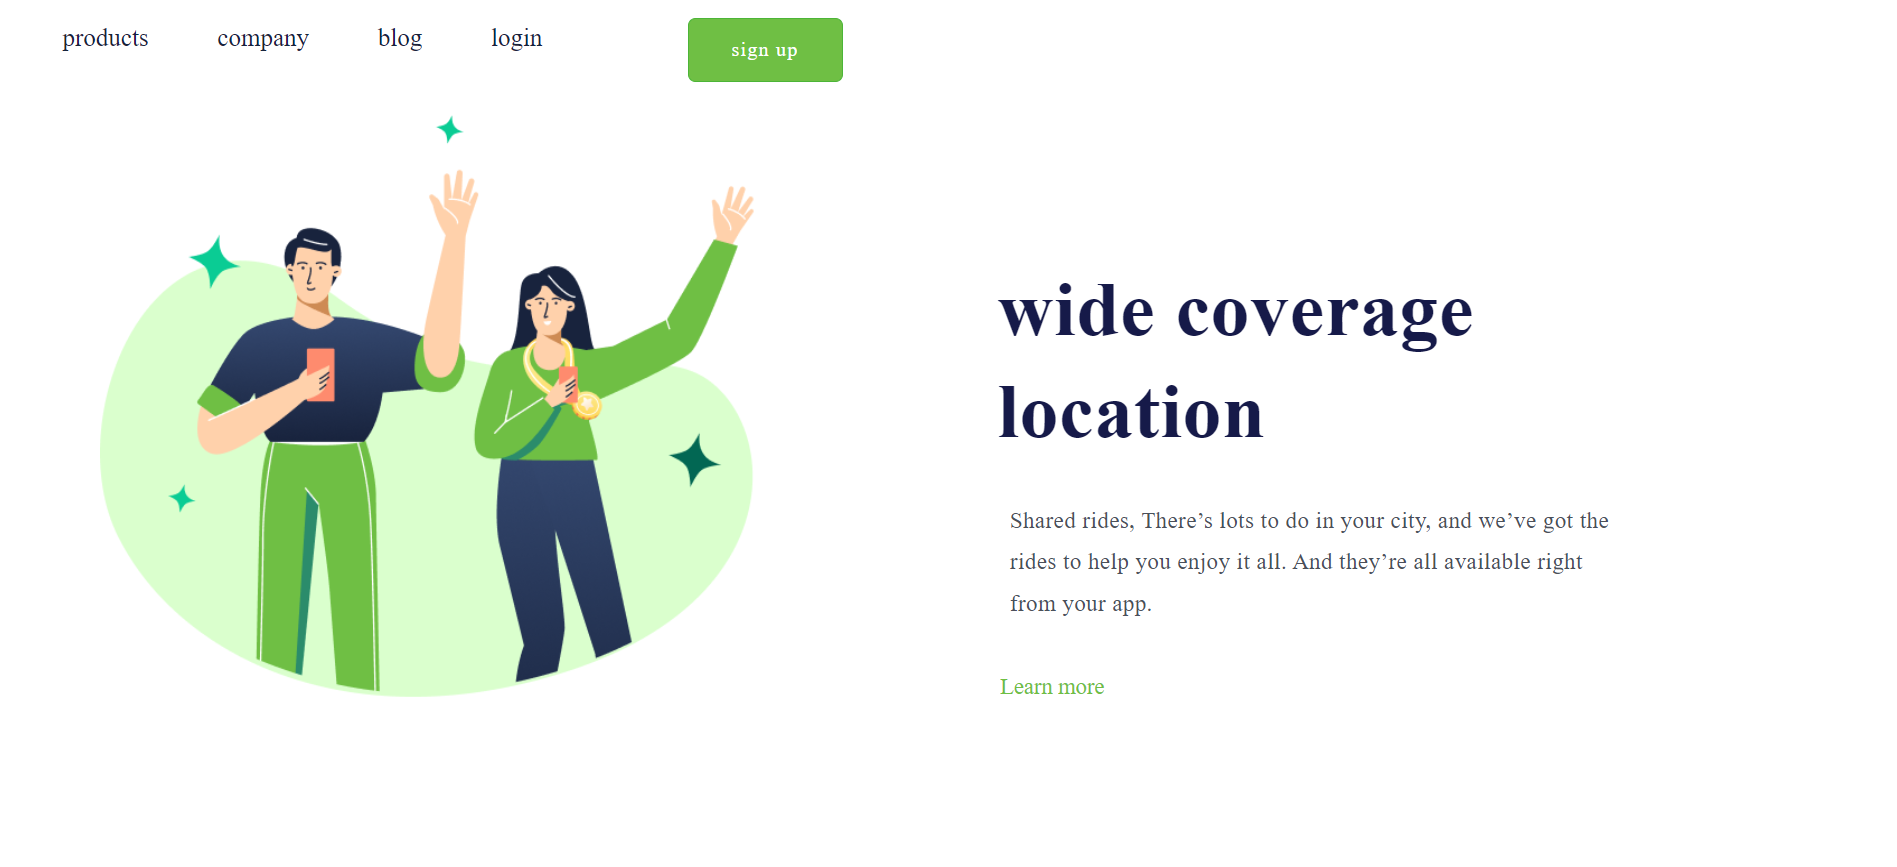 products company blog login sign up
wide coverage
location
Shared rides, There’s lots to do in your city, and we’ve got the
rides to help you enjoy it all. And they’re all available right
from your app.
Learn more